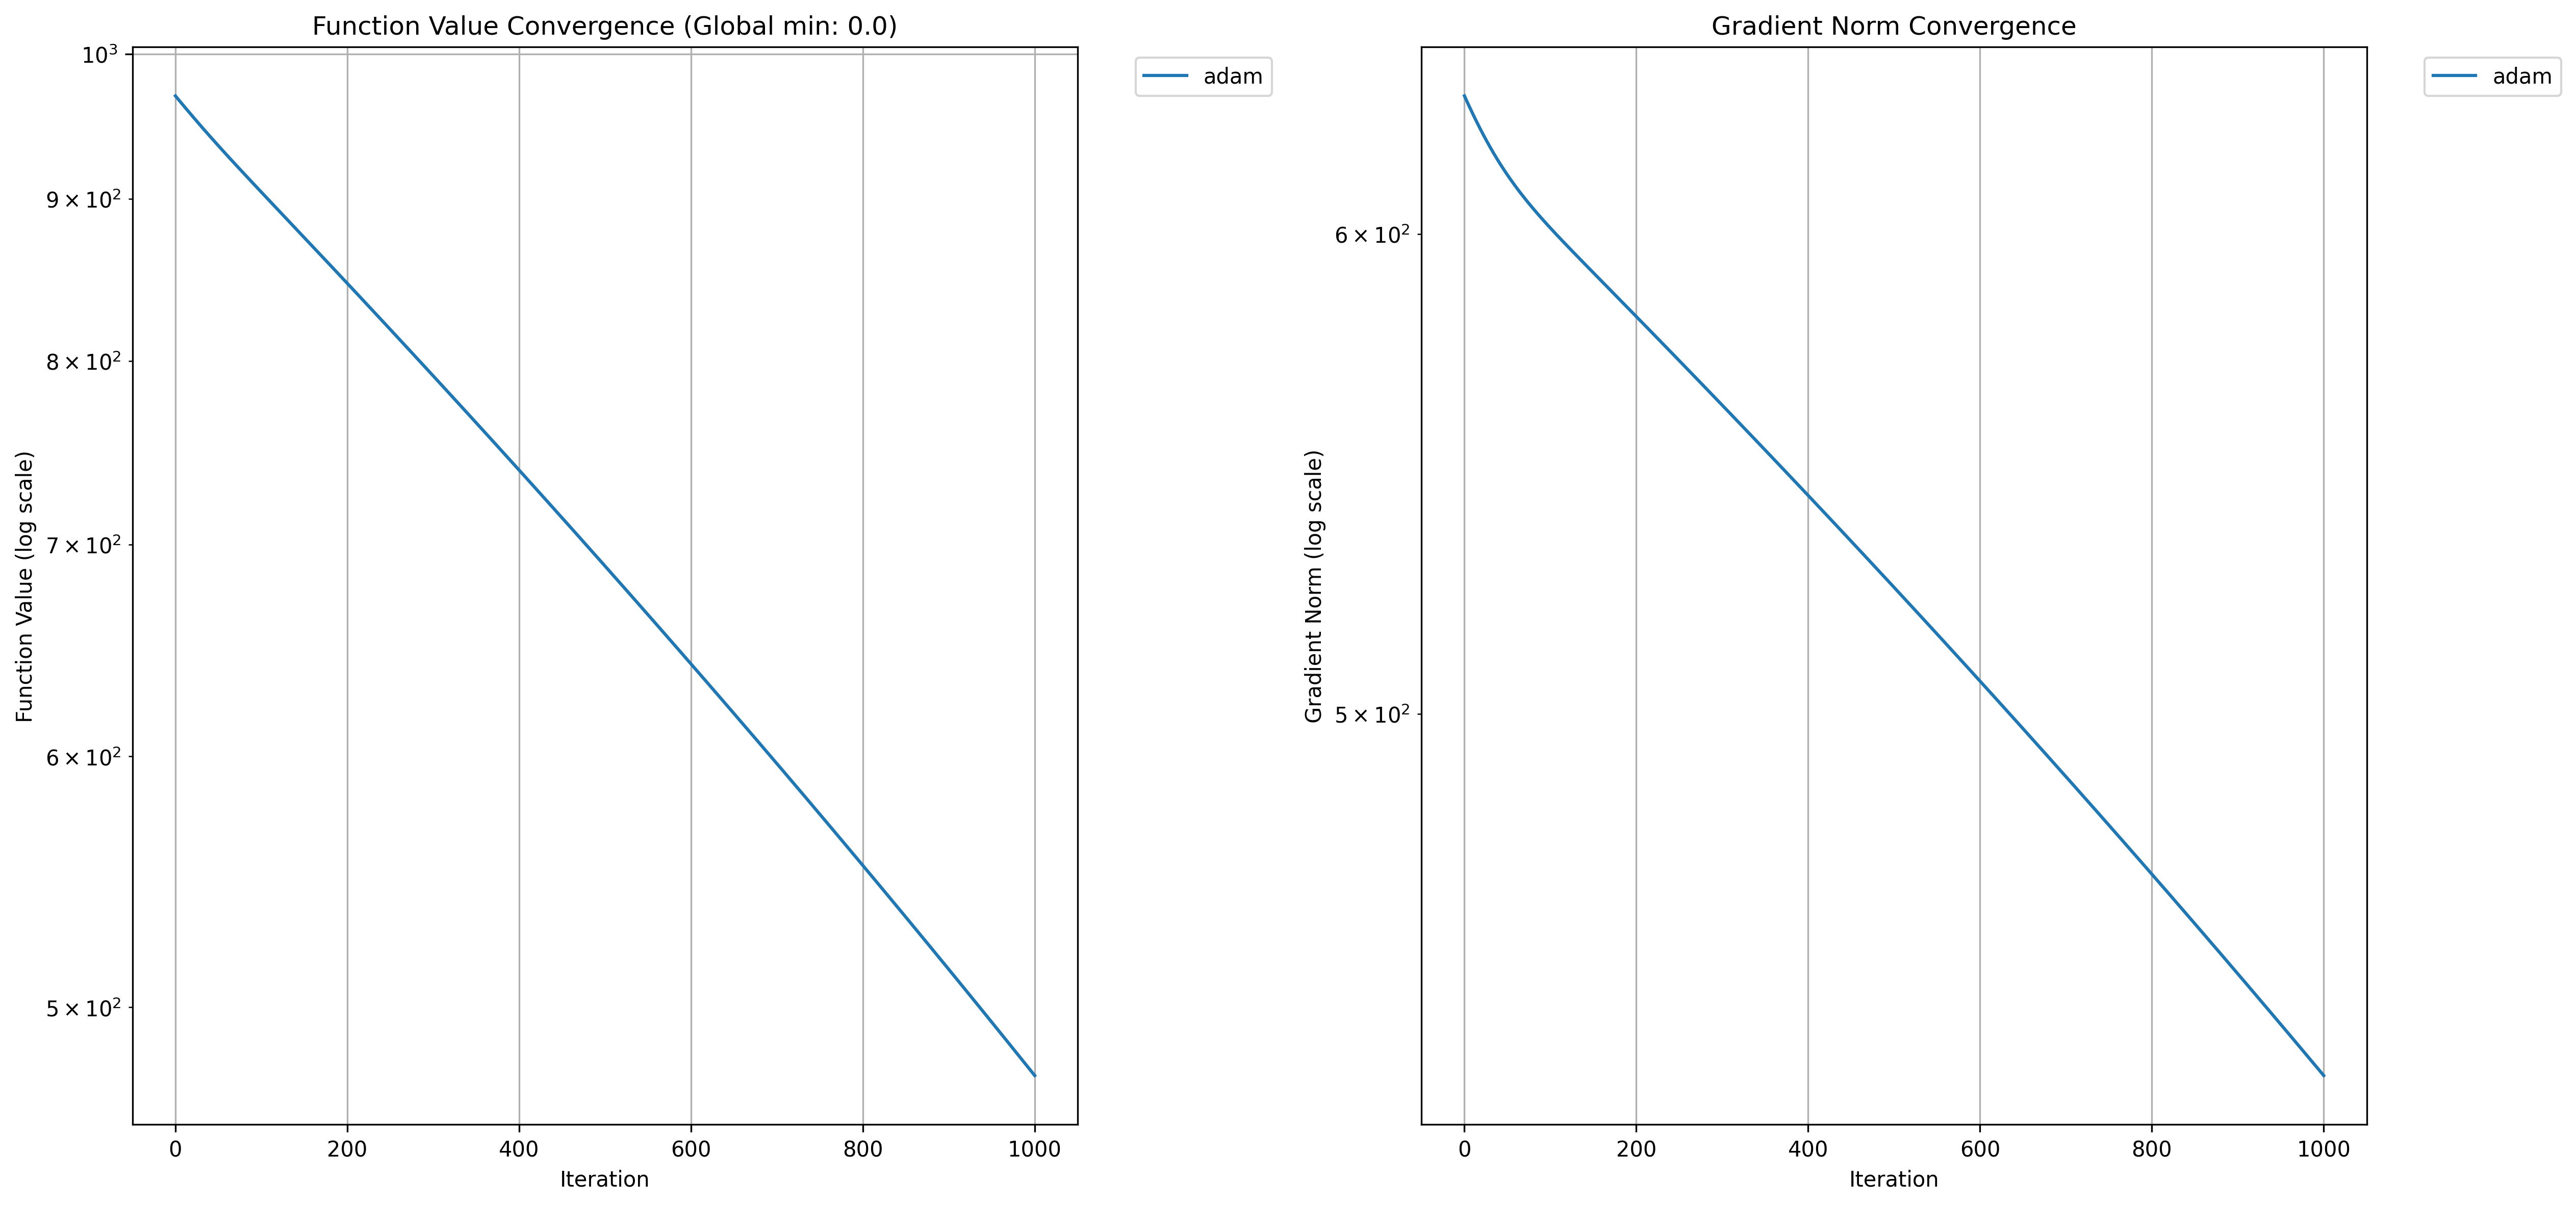 Function Value Convergence (Global min: 0.0)
10³
9 × 10²
8 × 10²
7 × 10²
6 × 10²
5 × 10²
Function Value (log scale)
0 200 400 600 800 1000
Iteration
adam
Gradient Norm Convergence
6 × 10²
5 × 10²
Gradient Norm (log scale)
0 200 400 600 800 1000
Iteration
adam